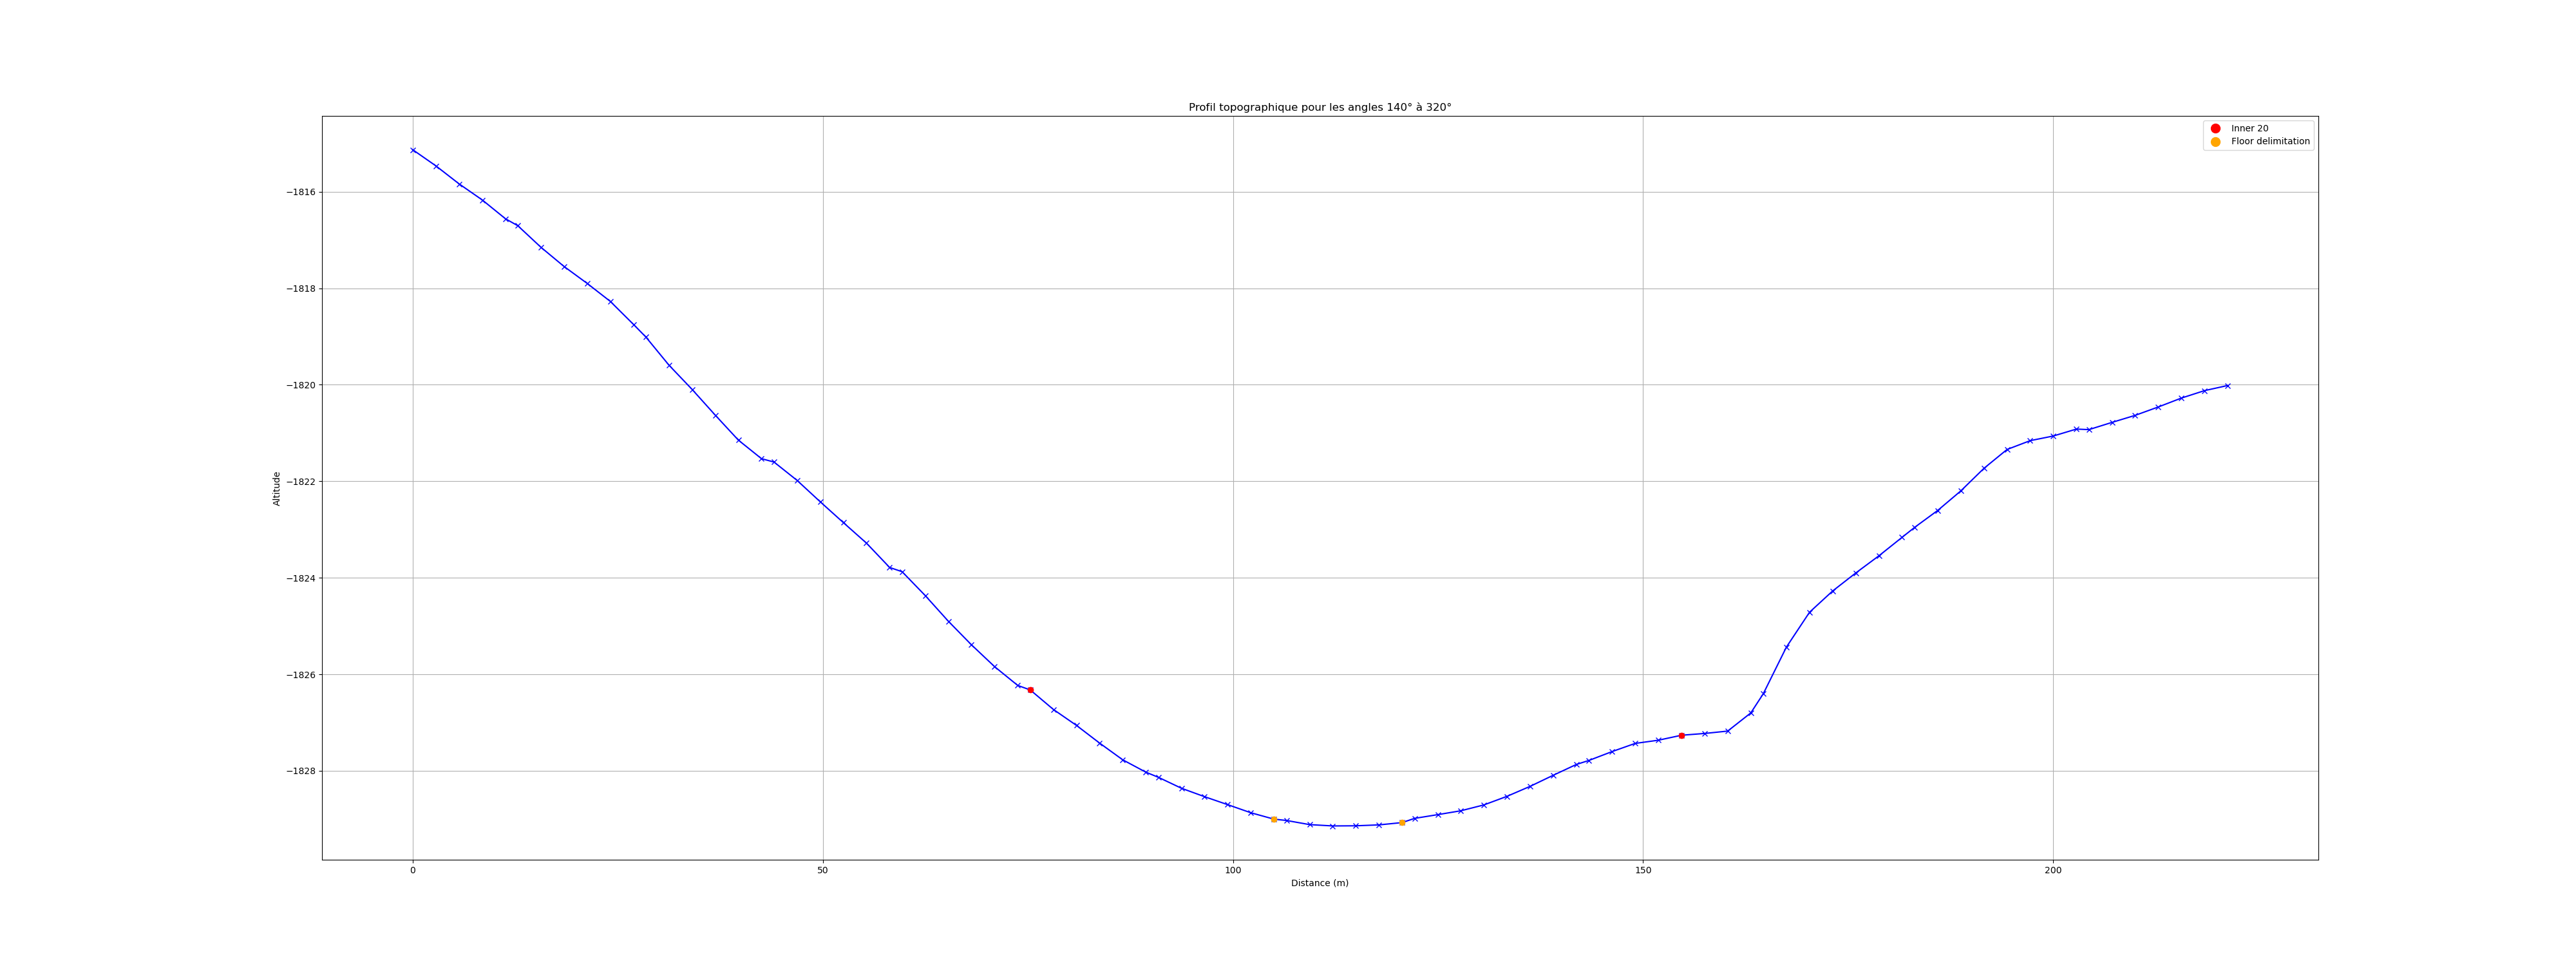 Profil topographique pour les angles 140° à 320°
Inner 20
Floor delimitation
−1816
−1818
−1820
−1822
−1824
−1826
−1828
Altitude
0
50
100
150
200
Distance (m)